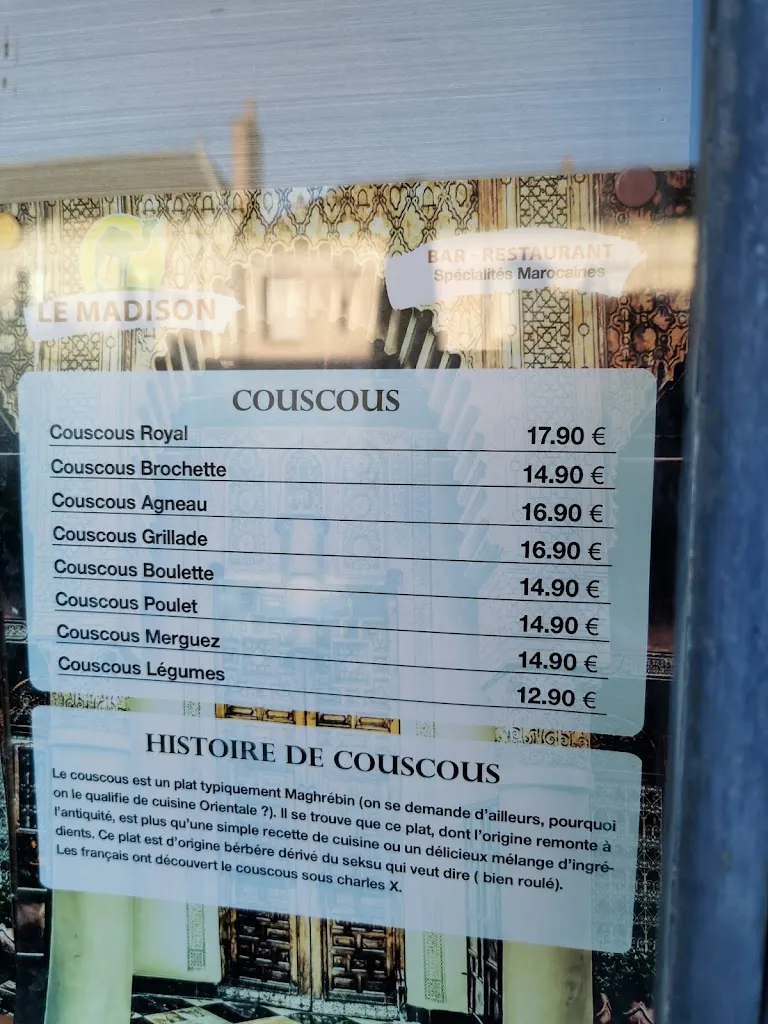 LE MADISON
BAR - RESTAURANT
Spécialités Marocaines
COUSCOUS
Couscous Royal 17.90 €
Couscous Brochette 14.90 €
Couscous Agneau 16.90 €
Couscous Grillade 16.90 €
Couscous Boulette 14.90 €
Couscous Poulet 14.90 €
Couscous Merguez 14.90 €
Couscous Légumes 12.90 €
HISTOIRE DE COUSCOUS
Le couscous est un plat typiquement Maghrébin (on se demande d'ailleurs, pourquoi
on le qualifie de cuisine Orientale ?). Il se trouve que ce plat, dont l'origine remonte à
l'antiquité, est plus qu'une simple recette de cuisine ou un délicieux mélange d'ingré-
dients. Ce plat est d'origine bérbére dérivé du seksu qui veut dire ( bien roulé).
Les français ont découvert le couscous sous charles X.